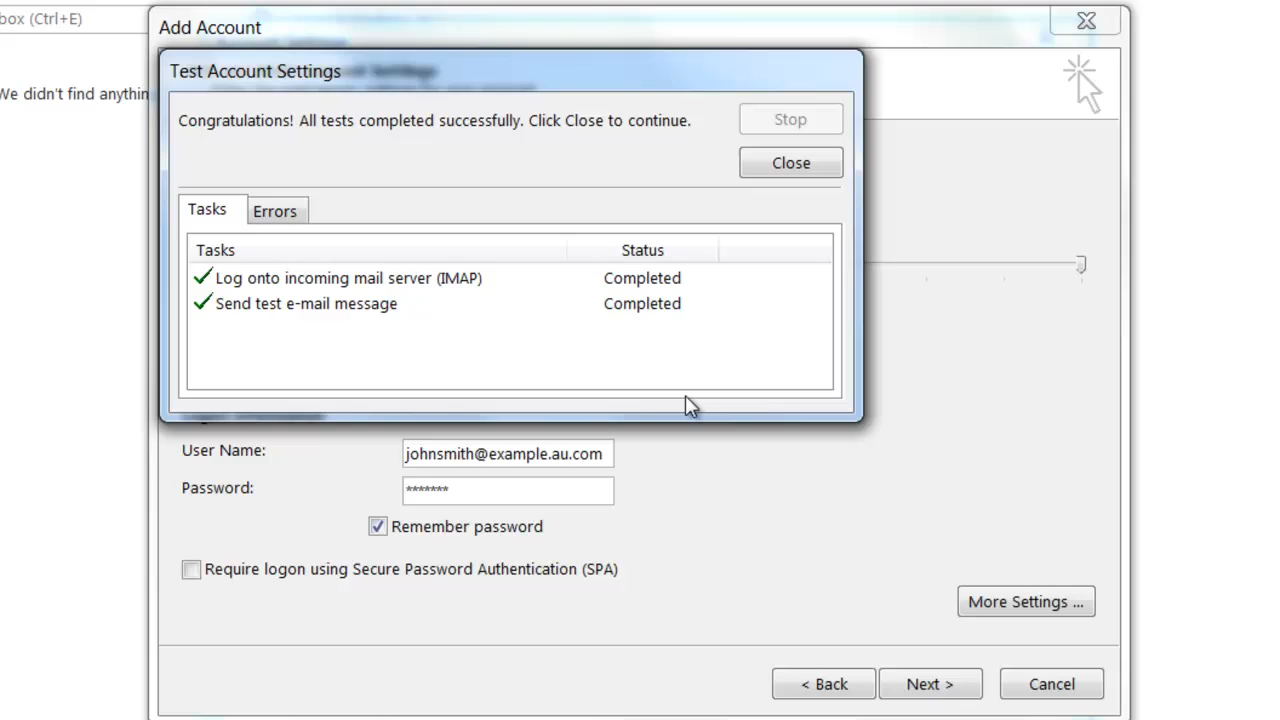 box (Ctrl+E)
Add Account
Test Account Settings
We didn't find
Congratulations! All tests completed successfully. Click Close to continue.
Stop
Close
Tasks
Errors
Tasks Status
Log onto incoming mail server (IMAP) Completed
Send test e-mail message Completed
User Name: johnsmith@example.au.com
Password: *******
Remember password
Require logon using Secure Password Authentication (SPA)
More Settings ...
< Back
Next >
Cancel